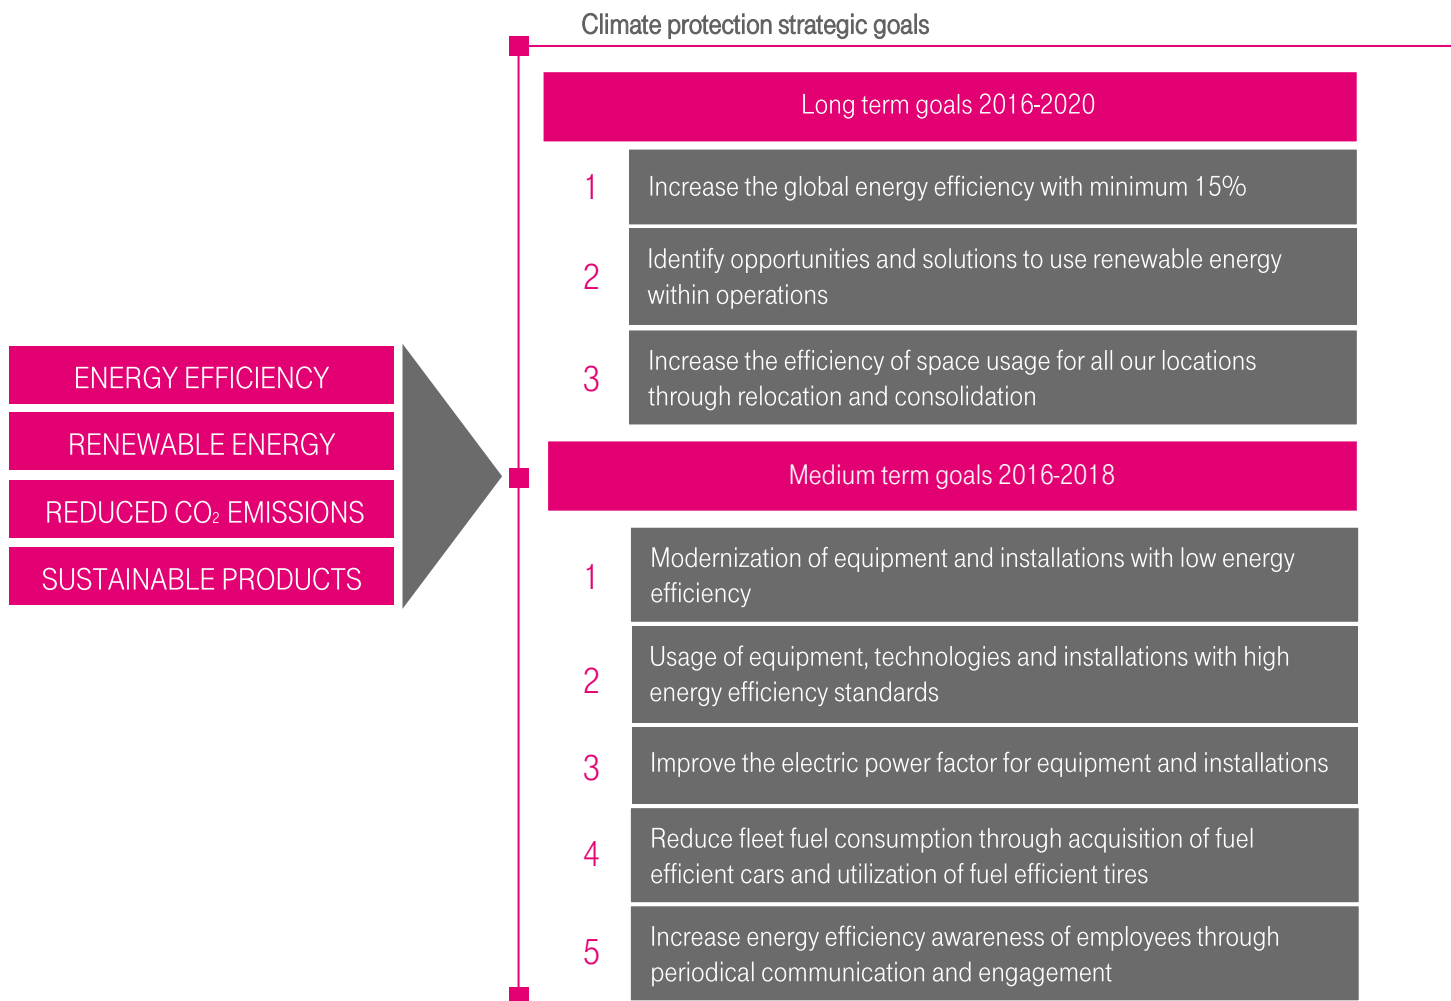 Climate protection strategic goals
Long term goals 2016-2020
1
Increase the global energy efficiency with minimum 15%
2
Identify opportunities and solutions to use renewable energy
within operations
3
Increase the efficiency of space usage for all our locations
through relocation and consolidation
ENERGY EFFICIENCY
RENEWABLE ENERGY
REDUCED CO₂ EMISSIONS
SUSTAINABLE PRODUCTS
Medium term goals 2016-2018
1
Modernization of equipment and installations with low energy
efficiency
2
Usage of equipment, technologies and installations with high
energy efficiency standards
3
Improve the electric power factor for equipment and installations
4
Reduce fleet fuel consumption through acquisition of fuel
efficient cars and utilization of fuel efficient tires
5
Increase energy efficiency awareness of employees through
periodical communication and engagement